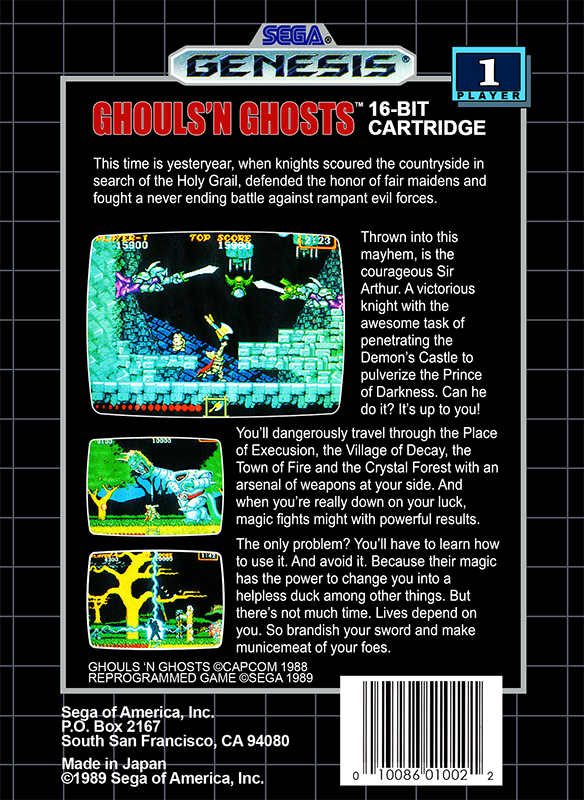 SEGA®
GENESIS
1
PLAYER
GHOULS'N GHOSTS™ 16-BIT
CARTRIDGE
This time is yesteryear, when knights scoured the countryside in
search of the Holy Grail, defended the honor of fair maidens and
fought a never ending battle against rampant evil forces.
PLAYER-1 TOP SCORE
15900 15900 2:23
Thrown into this
mayhem, is the
courageous Sir
Arthur. A victorious
knight with the
awesome task of
penetrating the
Demon's Castle to
pulverize the Prince
of Darkness. Can he
do it? It's up to you!
10000
You'll dangerously travel through the Place
of Execusion, the Village of Decay, the
Town of Fire and the Crystal Forest with an
arsenal of weapons at your side. And
when you're really down on your luck,
magic fights might with powerful results.
The only problem? You'll have to learn how
to use it. And avoid it. Because their magic
has the power to change you into a
helpless duck among other things. But
there's not much time. Lives depend on
you. So brandish your sword and make
municemeat of your foes.
GHOULS 'N GHOSTS ©CAPCOM 1988
REPROGRAMMED GAME ©SEGA 1989
Sega of America, Inc.
P.O. Box 2167
South San Francisco, CA 94080
Made in Japan
©1989 Sega of America, Inc.
0 10086 01002 2